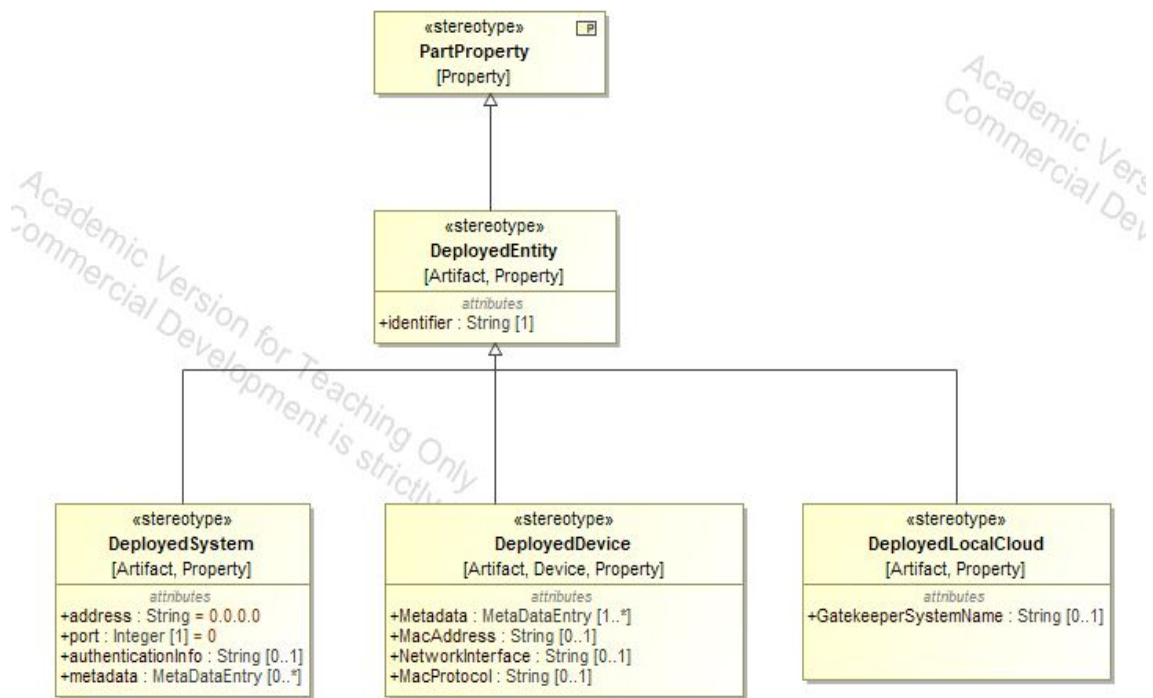 «stereotype»
P
PartProperty
[Property]
Academic Vers
Commercial Dev
Academic Version for Teaching Only
Commercial Development is strictly
«stereotype»
DeployedEntity
[Artifact, Property]
attributes
+identifier : String [1]
«stereotype»
DeployedSystem
[Artifact, Property]
attributes
+address : String = 0.0.0.0
+port : Integer [1] = 0
+authenticationInfo : String [0..1]
+metadata : MetaDataEntry [0..*]
«stereotype»
DeployedDevice
[Artifact, Device, Property]
attributes
+Metadata : MetaDataEntry [1..*]
+MacAddress : String [0..1]
+NetworkInterface : String [0..1]
+MacProtocol : String [0..1]
«stereotype»
DeployedLocalCloud
[Artifact, Property]
attributes
+GatekeeperSystemName : String [0..1]